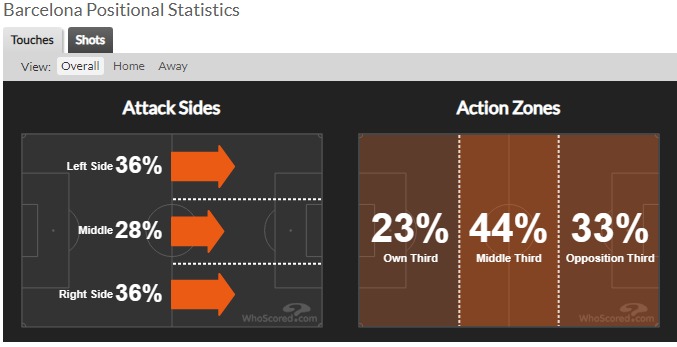 Barcelona Positional Statistics
Touches Shots
View: Overall Home Away
Attack Sides
Left Side 36%
Middle 28%
Right Side 36%
WhoScored.com
Action Zones
23% 44% 33%
Own Third Middle Third Opposition Third
WhoScored.com